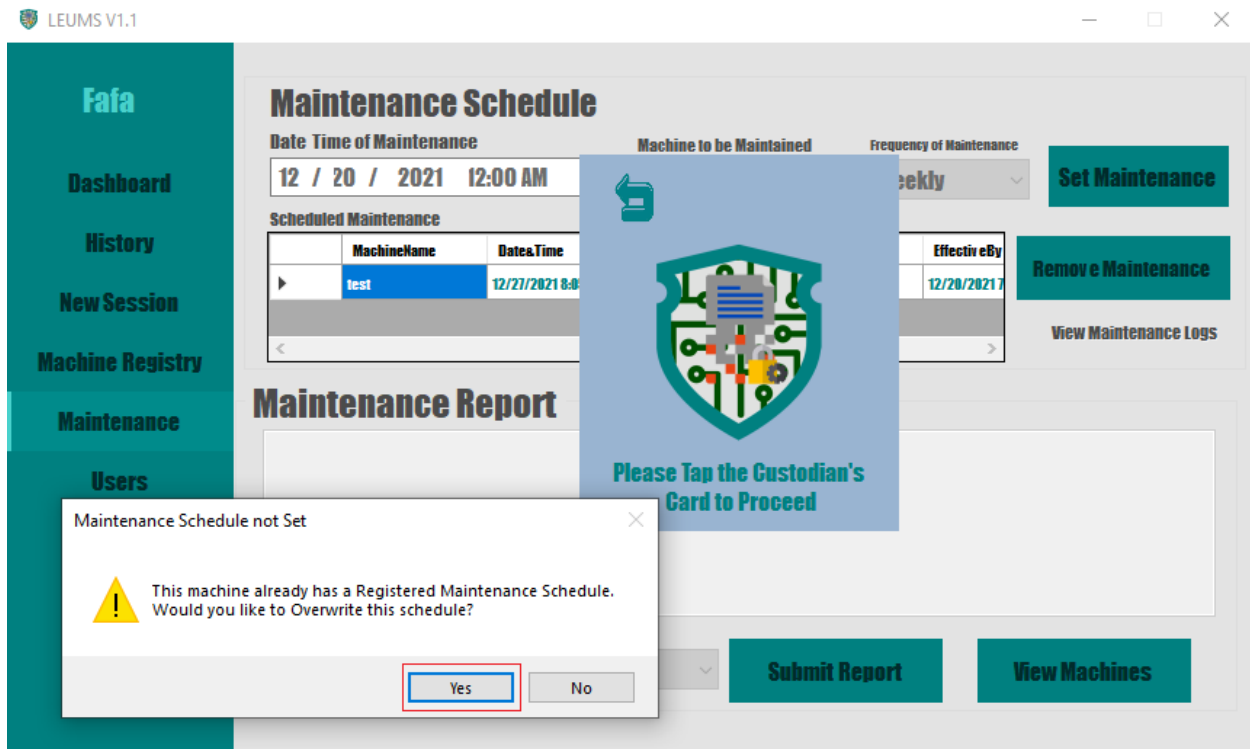 LEUMS V1.1
Fafa
Dashboard
History
New Session
Machine Registry
Maintenance
Users
Maintenance Schedule
Date Time of Maintenance
Machine to be Maintained
Frequency of Maintenance
12 / 20 / 2021 12:00 AM
eekly
Set Maintenance
Scheduled Maintenance
MachineName Date&Time EffectiveBy
test 12/27/2021 8:0 12/20/2021 7
Remove Maintenance
View Maintenance Logs
Maintenance Report
Please Tap the Custodian's
Card to Proceed
Maintenance Schedule not Set
This machine already has a Registered Maintenance Schedule.
Would you like to Overwrite this schedule?
Yes No
Submit Report
View Machines